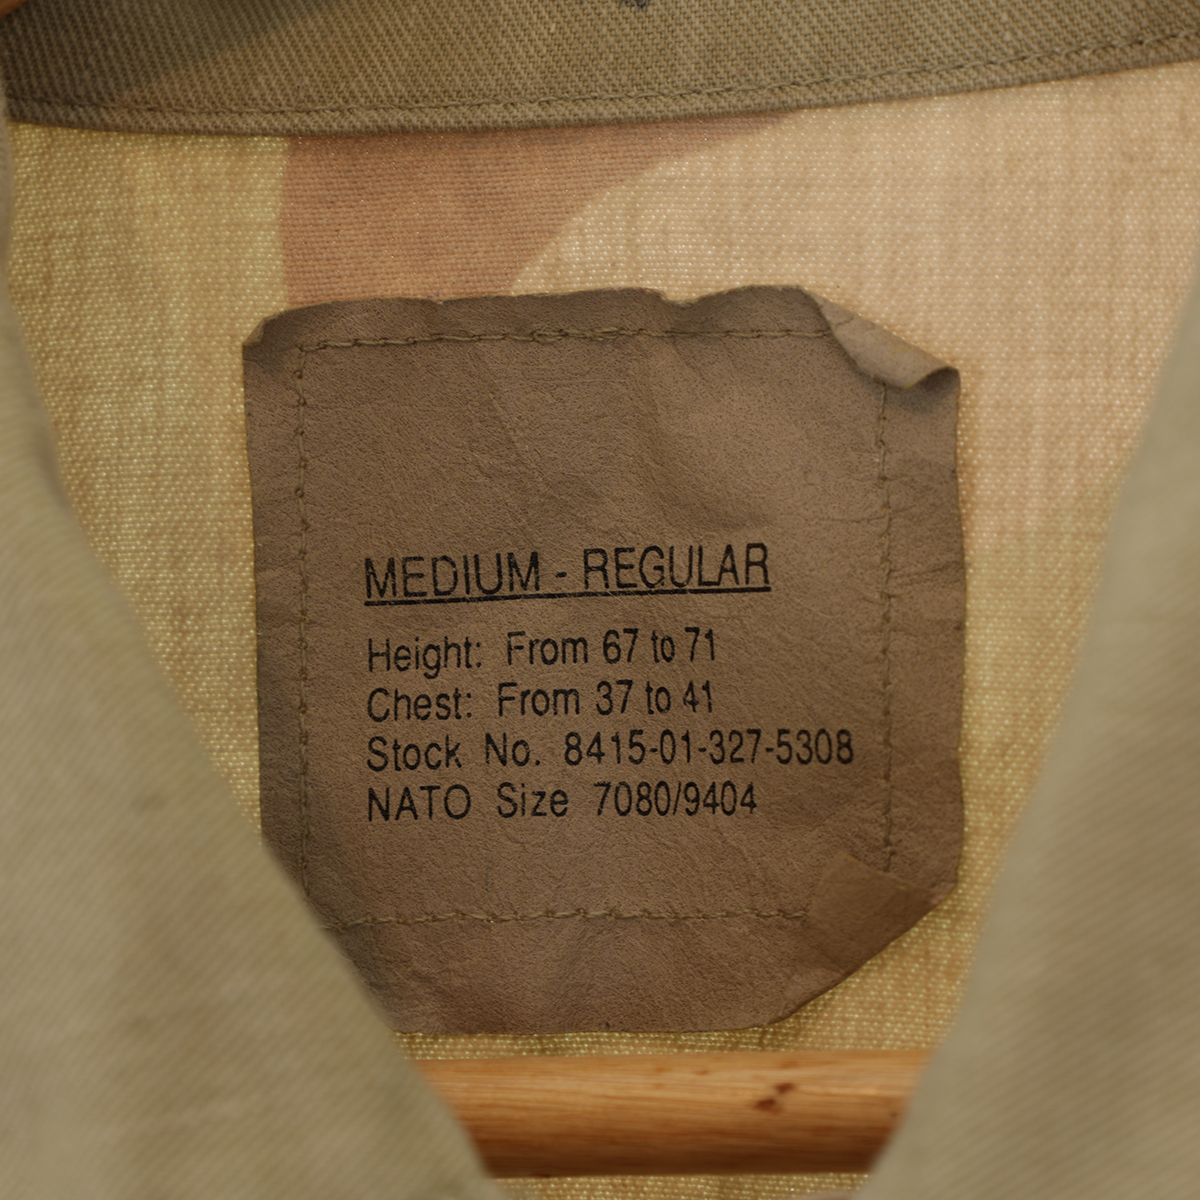 MEDIUM - REGULAR
Height: From 67 to 71
Chest: From 37 to 41
Stock No. 8415-01-327-5308
NATO Size 7080/9404